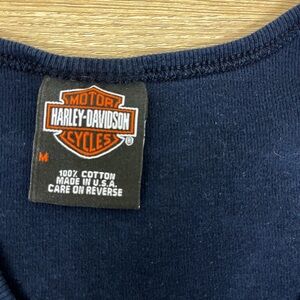 MOTOR
HARLEY-DAVIDSON
CYCLES
®
M
100% COTTON
MADE IN U.S.A.
CARE ON REVERSE